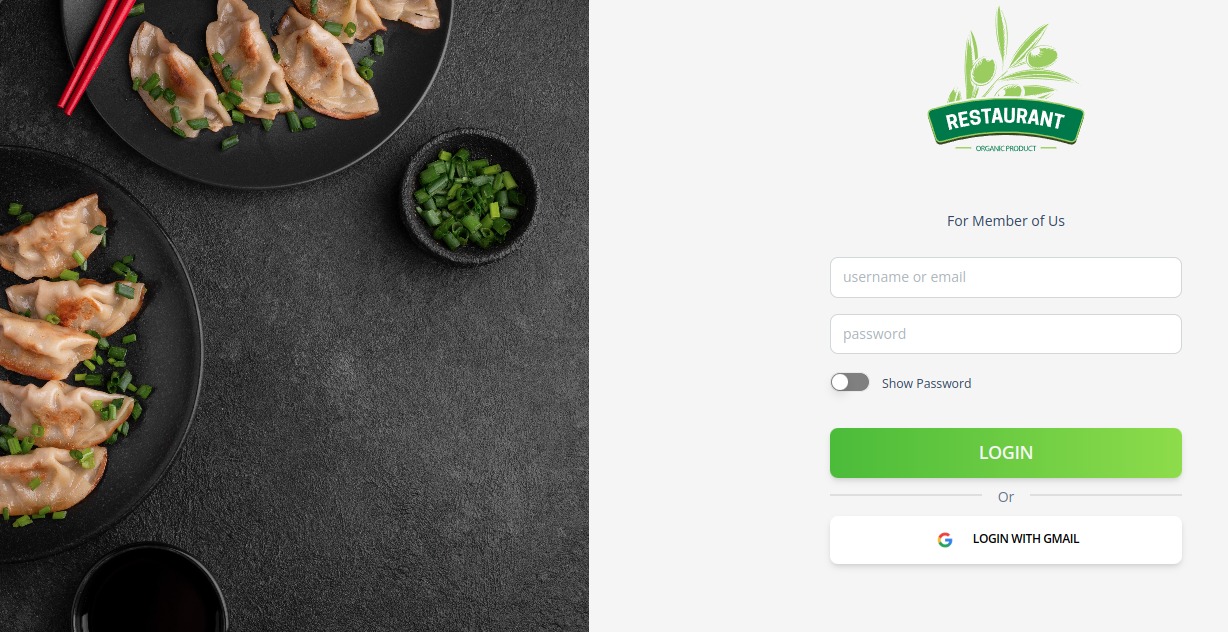 RESTAURANT
ORGANIC PRODUCT
For Member of Us
username or email
password
Show Password
LOGIN
Or
LOGIN WITH GMAIL